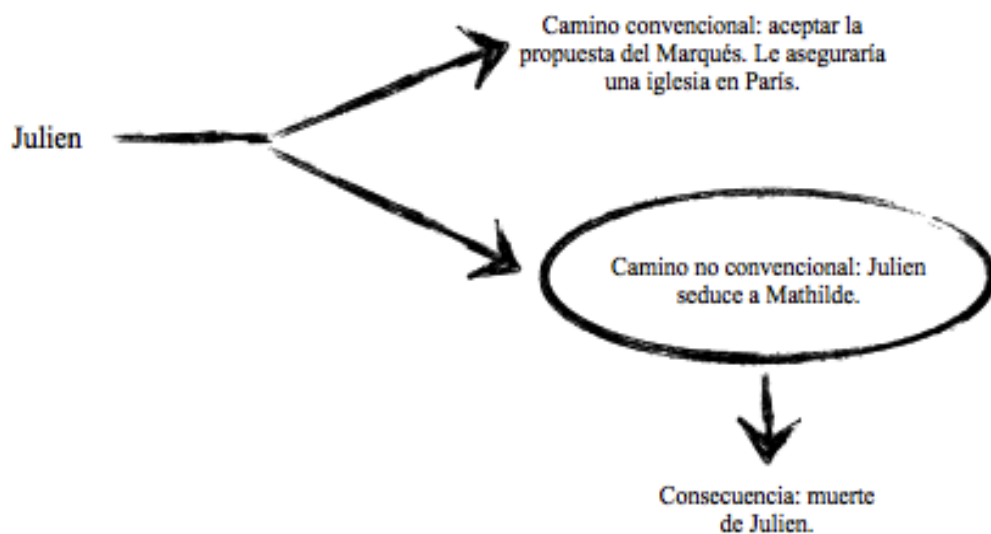 Camino convencional: aceptar la
propuesta del Marqués. Le aseguraría
una iglesia en París.
Julien
Camino no convencional: Julien
seduce a Mathilde.
Consecuencia: muerte
de Julien.